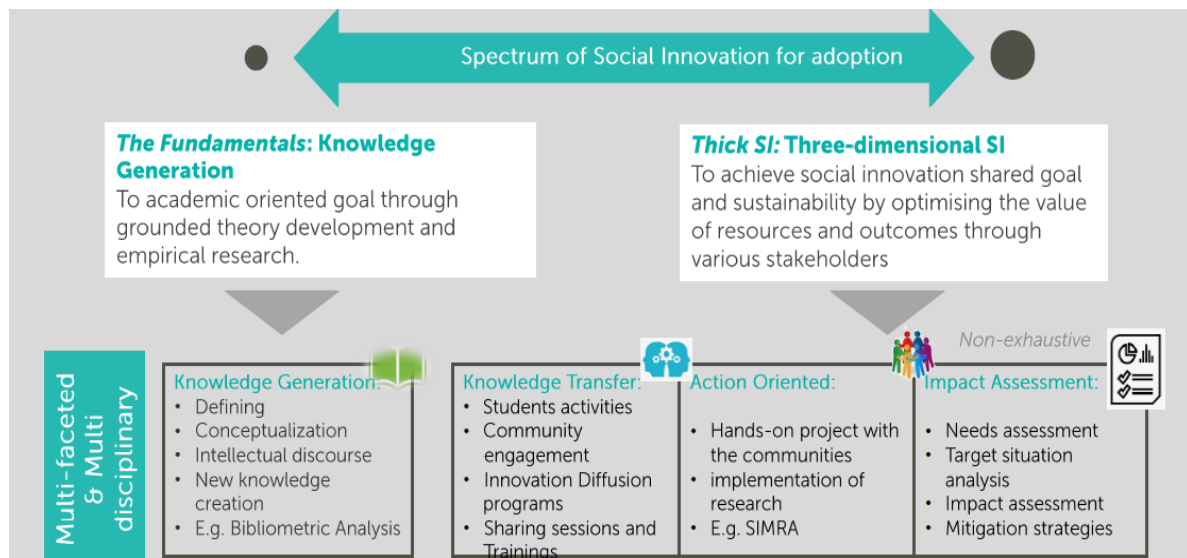 Spectrum of Social Innovation for adoption
The Fundamentals: Knowledge
Generation
To academic oriented goal through
grounded theory development and
empirical research.
Thick SI: Three-dimensional SI
To achieve social innovation shared goal
and sustainability by optimising the value
of resources and outcomes through
various stakeholders
Non-exhaustive
Multi-faceted
& Multi
disciplinary
Knowledge Generation:
• Defining
• Conceptualization
• Intellectual discourse
• New knowledge
creation
• E.g. Bibliometric Analysis
Knowledge Transfer:
• Students activities
• Community
engagement
• Innovation Diffusion
programs
• Sharing sessions and
Trainings
Action Oriented:
• Hands-on project with
the communities
• implementation of
research
• E.g. SIMRA
Impact Assessment:
• Needs assessment
• Target situation
analysis
• Impact assessment
• Mitigation strategies